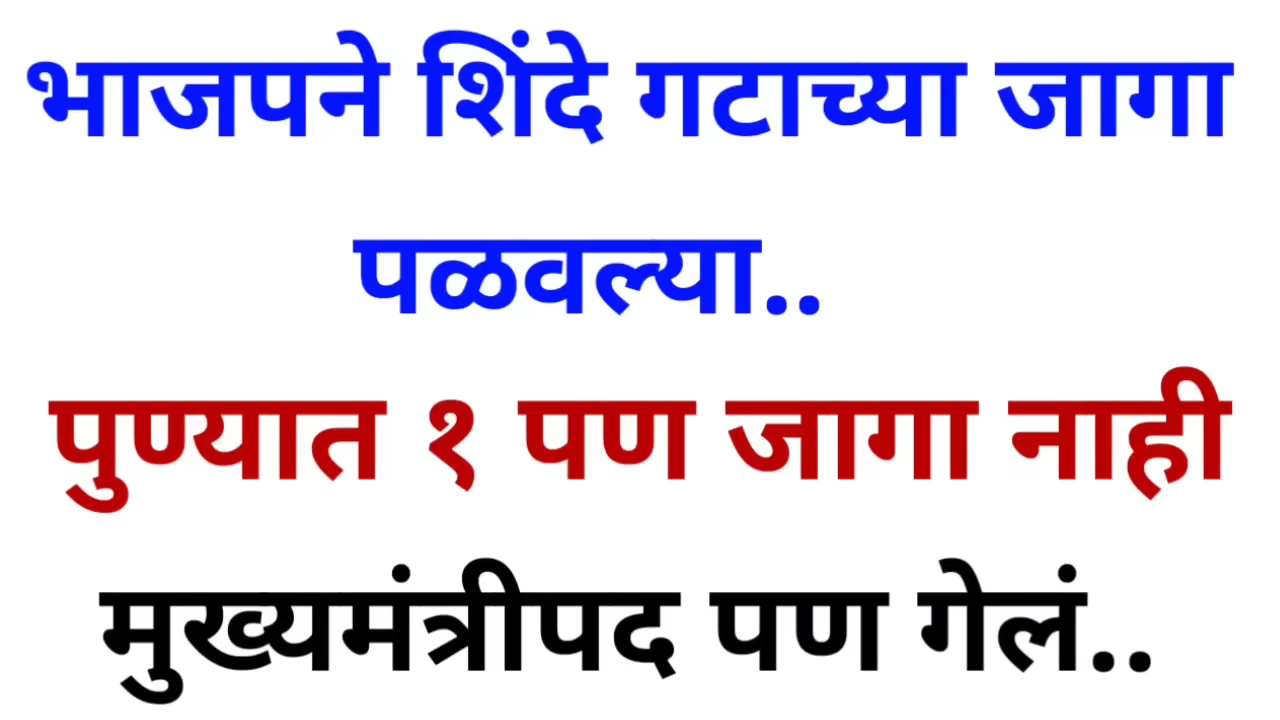 भाजपने शिंदे गटाच्या जागा
पळवल्या..
पुण्यात १ पण जागा नाही
मुख्यमंत्रीपद पण गेलं..